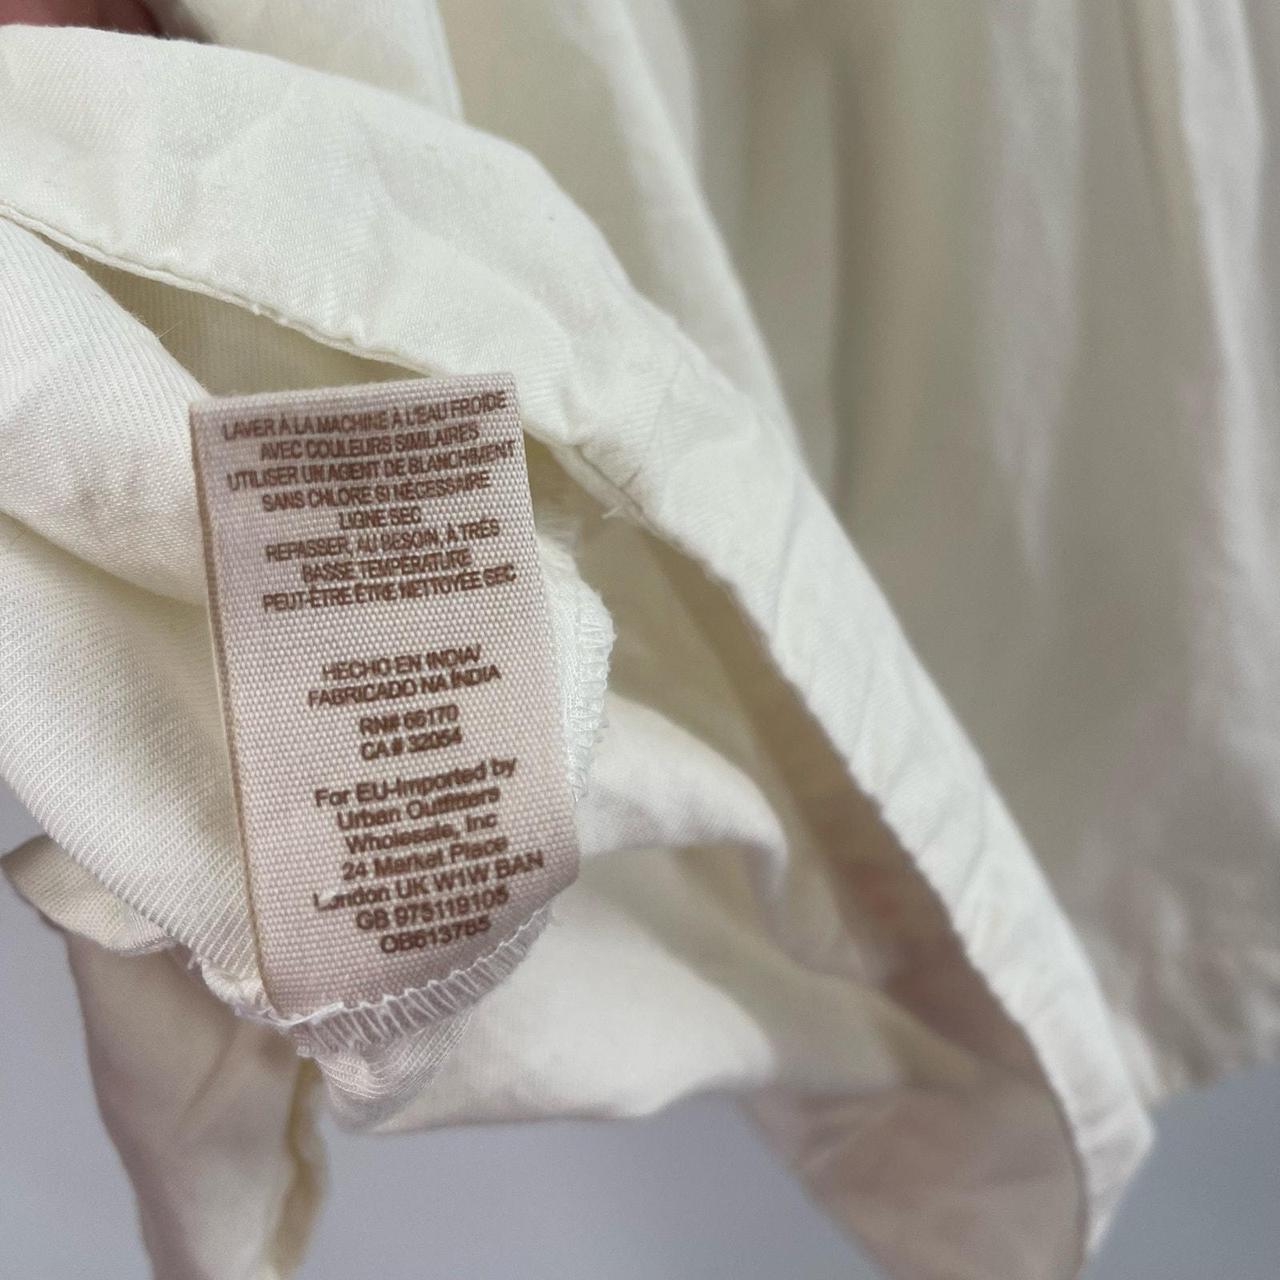 LAVER À LA MACHINE À L'EAU FROIDE
AVEC COULEURS SIMILAIRES
UTILISER UN AGENT DE BLANCHIMENT
SANS CHLORE SI NÉCESSAIRE
LIGNE SEC
REPASSER, AU BESOIN, À TRÈS
BASSE TEMPÉRATURE
PEUT-ÊTRE ÊTRE NETTOYÉE SEC
HECHO EN INDIA/
FABRICADO NA ÍNDIA
RN# 66170
CA # 32054
For EU-Imported by
Urban Outfitters
Wholesale, Inc
24 Market Place
London UK W1W BAN
GB 975119105
OB613765